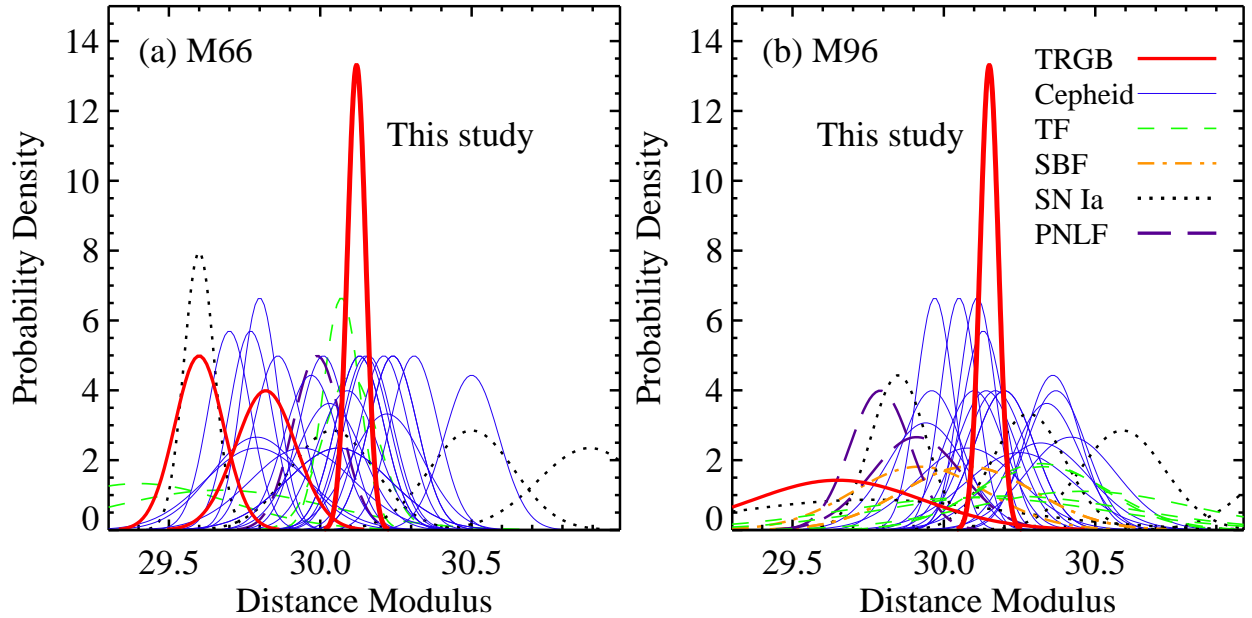 (a) M66
This study
Probability Density
14
12
10
8
6
4
2
0
29.5 30.0 30.5
Distance Modulus
(b) M96
This study
TRGB
Cepheid
TF
SBF
SN Ia
PNLF
Probability Density
14
12
10
8
6
4
2
0
29.5 30.0 30.5
Distance Modulus